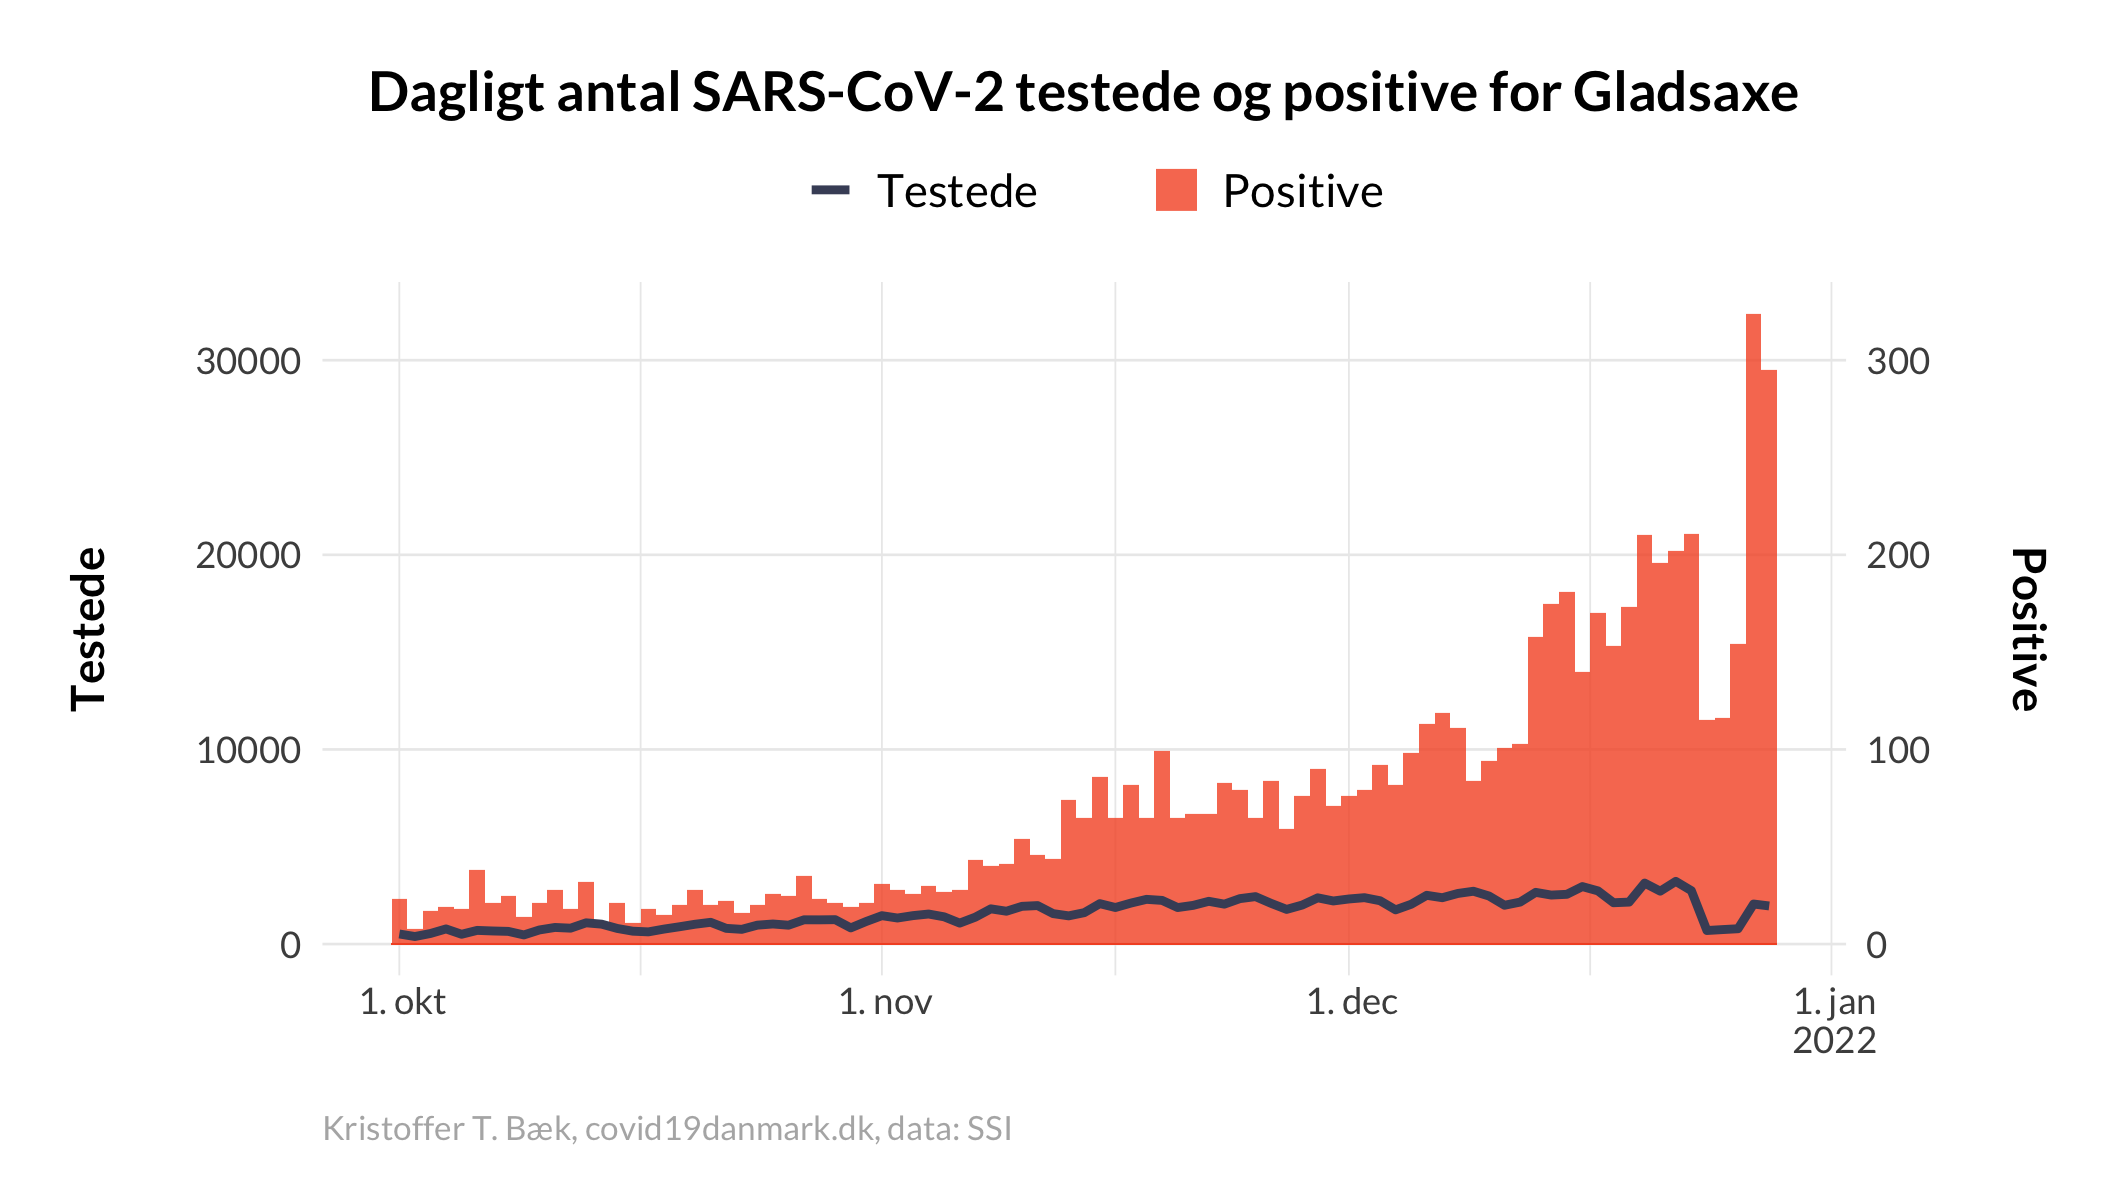 Dagligt antal SARS-CoV-2 testede og positive for Gladsaxe
Testede
Positive
30000
20000
10000
0
300
200
100
0
Testede
Positive
1. okt
1. nov
1. dec
1. jan
2022
Kristoffer T. Bæk, covid19danmark.dk, data: SSI